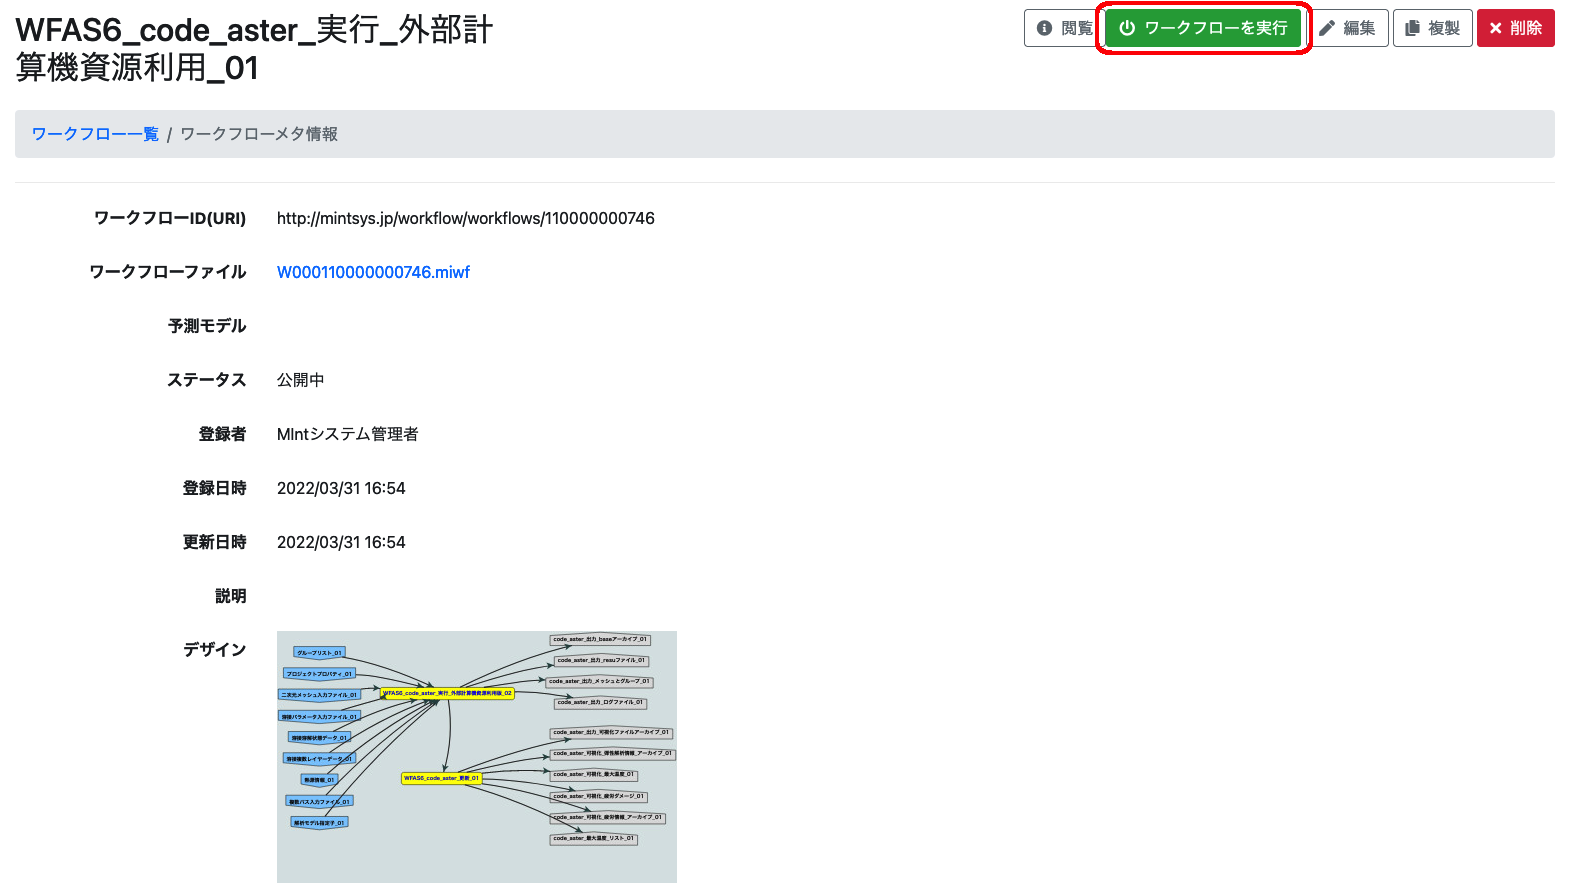 WFAS6_code_aster_実行_外部計
算機資源利用_01
閲覧
ワークフローを実行
編集
複製
削除
ワークフロー一覧 / ワークフローメタ情報
ワークフローID(URI) http://mintsys.jp/workflow/workflows/110000000746
ワークフローファイル W000110000000746.miwf
予測モデル
ステータス 公開中
登録者 MIntシステム管理者
登録日時 2022/03/31 16:54
更新日時 2022/03/31 16:54
説明
デザイン
グループリスト_01
プロジェクトプロパティ_01
二次元メッシュ入力ファイル_01
溶接パラメータ入力ファイル_01
溶接溶解状態データ_01
溶接複数レイヤーデータ_01
熱源情報_01
複数パス入力ファイル_01
解析モデル指定子_01
WFAS6_code_aster_実行_外部計算機資源利用版_02
WFAS6_code_aster_更新_01
code_aster_出力_baseアーカイブ_01
code_aster_出力_resuファイル_01
code_aster_出力_メッシュとグループ_01
code_aster_出力_ログファイル_01
code_aster_出力_可視化ファイルアーカイブ_01
code_aster_可視化_弾性解析情報_アーカイブ_01
code_aster_可視化_最大温度_01
code_aster_可視化_疲労ダメージ_01
code_aster_可視化_疲労情報_アーカイブ_01
code_aster_最大温度_リスト_01